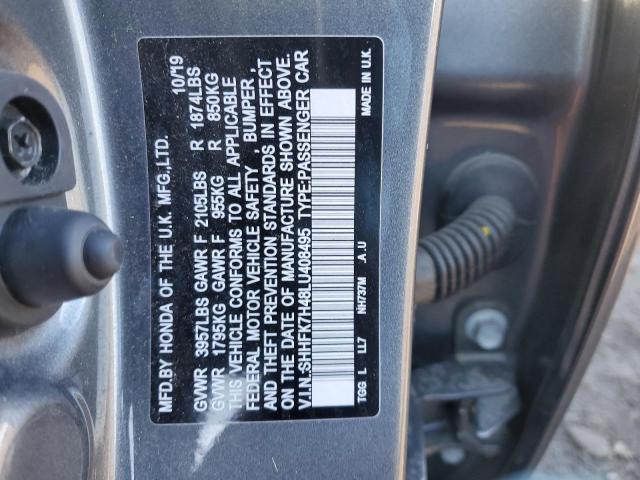 MFD.BY HONDA OF THE U.K. MFG.,LTD. 10/19
GVWR 3957LBS GAWR F 2105LBS R 1874LBS
GVWR 1795KG GAWR F 955KG R 850KG
THIS VEHICLE CONFORMS TO ALL APPLICABLE
FEDERAL MOTOR VEHICLE SAFETY , BUMPER,
AND THEFT PREVENTION STANDARDS IN EFFECT
ON THE DATE OF MANUFACTURE SHOWN ABOVE.
V.I.N.:SHHFK7H48LU408495 TYPE:PASSENGER CAR
TGG L LL7 NH737M .A.U MADE IN U.K.